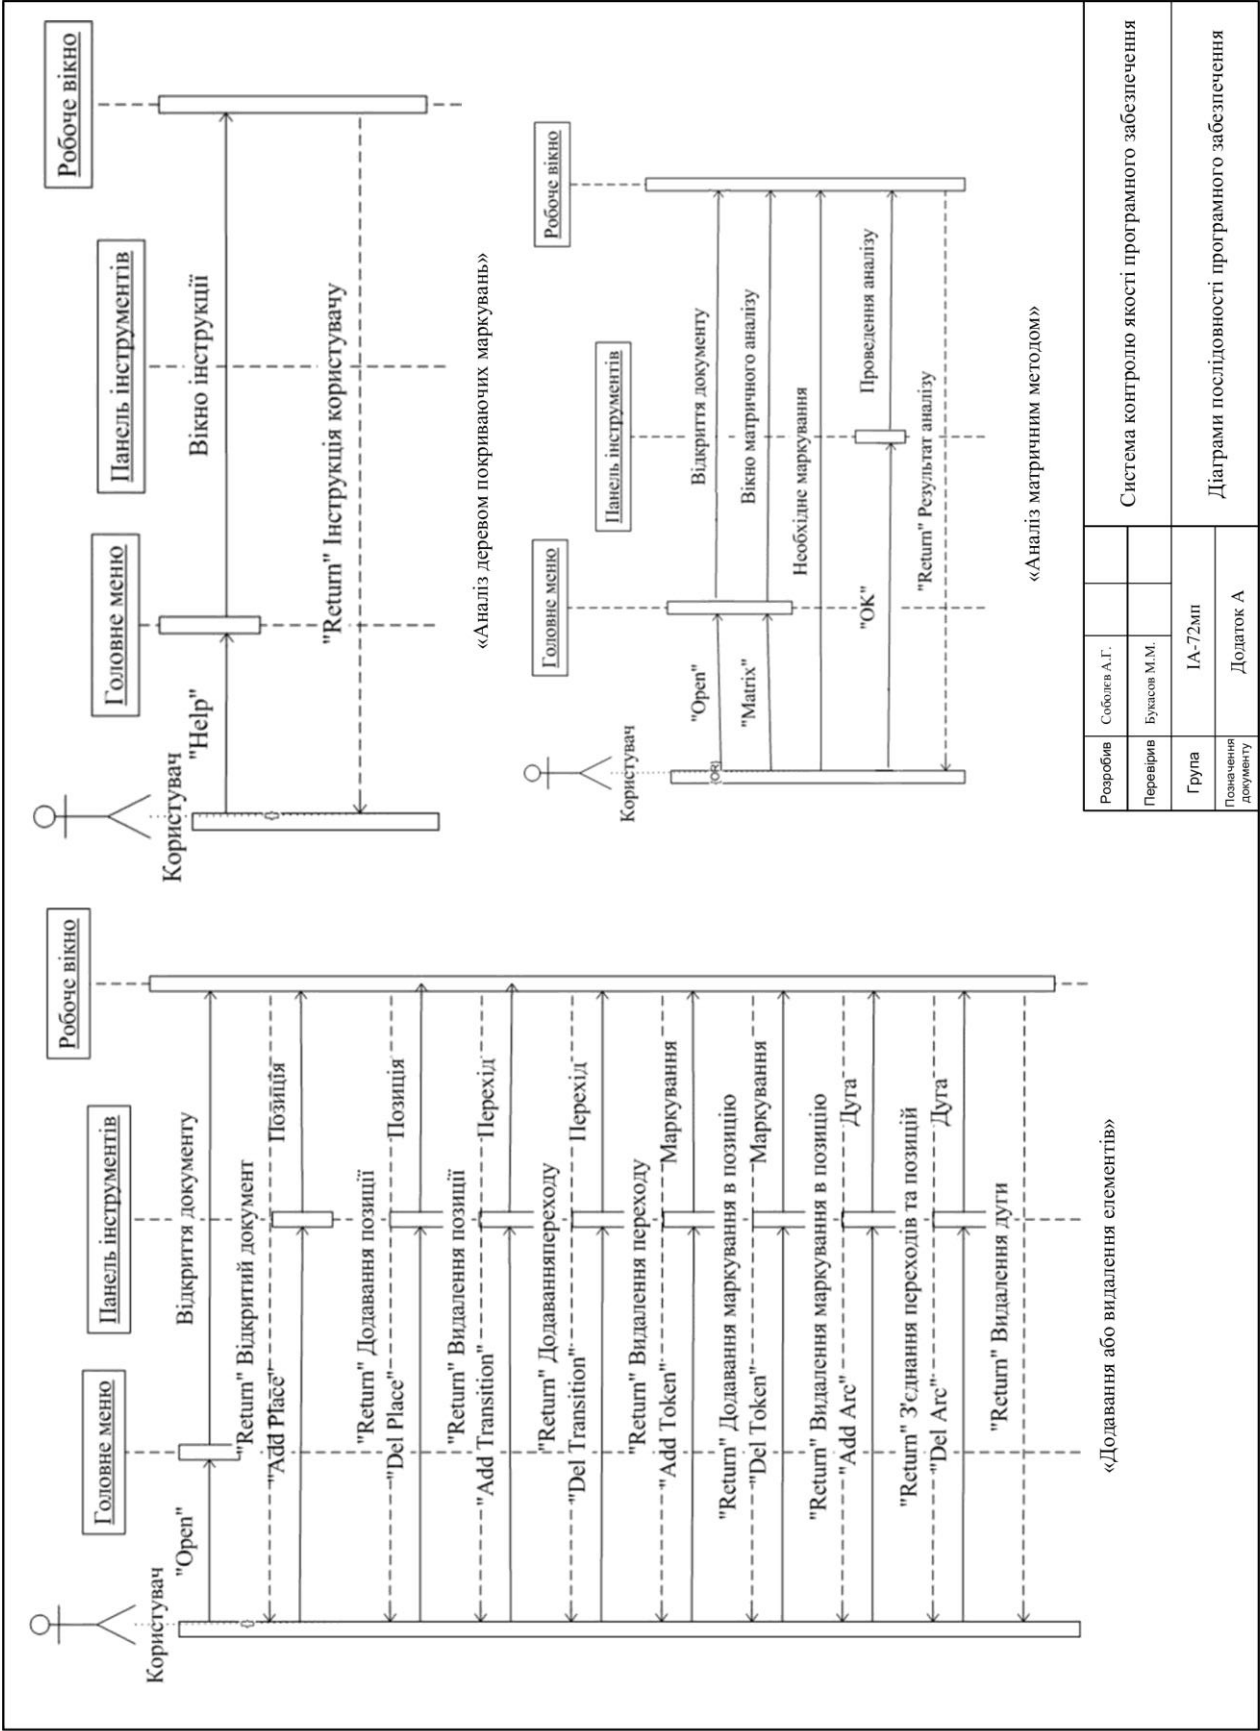 Користувач
Головне меню
Панель інструментів
Робоче вікно
"Open"
Відкриття документу
"Return" Відкритий документ
"Add Place"
Позиція
"Return" Додавання позиції
"Del Place"
Позиція
"Return" Видалення позиції
"Add Transition"
Перехід
"Return" Додаванняпереходу
"Del Transition"
Перехід
"Return" Видалення переходу
"Add Token"
Маркування
"Return" Додавання маркування в позицію
"Del Token"
Маркування
"Return" Видалення маркування в позицію
"Add Arc"
Дуга
"Return" З'єднання переходів та позицій
"Del Arc"
Дуга
"Return" Видалення дуги
«Додавання або видалення елементів»
Користувач
Головне меню
Панель інструментів
Робоче вікно
"Help"
Вікно інструкції
"Return" Інструкція користувачу
«Аналіз деревом покриваючих маркувань»
Користувач
Головне меню
Панель інструментів
Робоче вікно
{OR}
"Open"
Відкриття документу
"Matrix"
Вікно матричного аналізу
Необхідне маркування
"OK"
Проведення аналізу
"Return" Результат аналізу
«Аналіз матричним методом»
Розробив Соболєв А.Г.
Перевірив Букасов М.М.
Система контролю якості програмного забезпечення
Група ІА-72мп
Позначення
документу
Додаток А
Діаграми послідовності програмного забезпечення